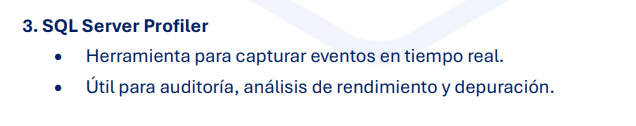 3. SQL Server Profiler
• Herramienta para capturar eventos en tiempo real.
• Útil para auditoría, análisis de rendimiento y depuración.